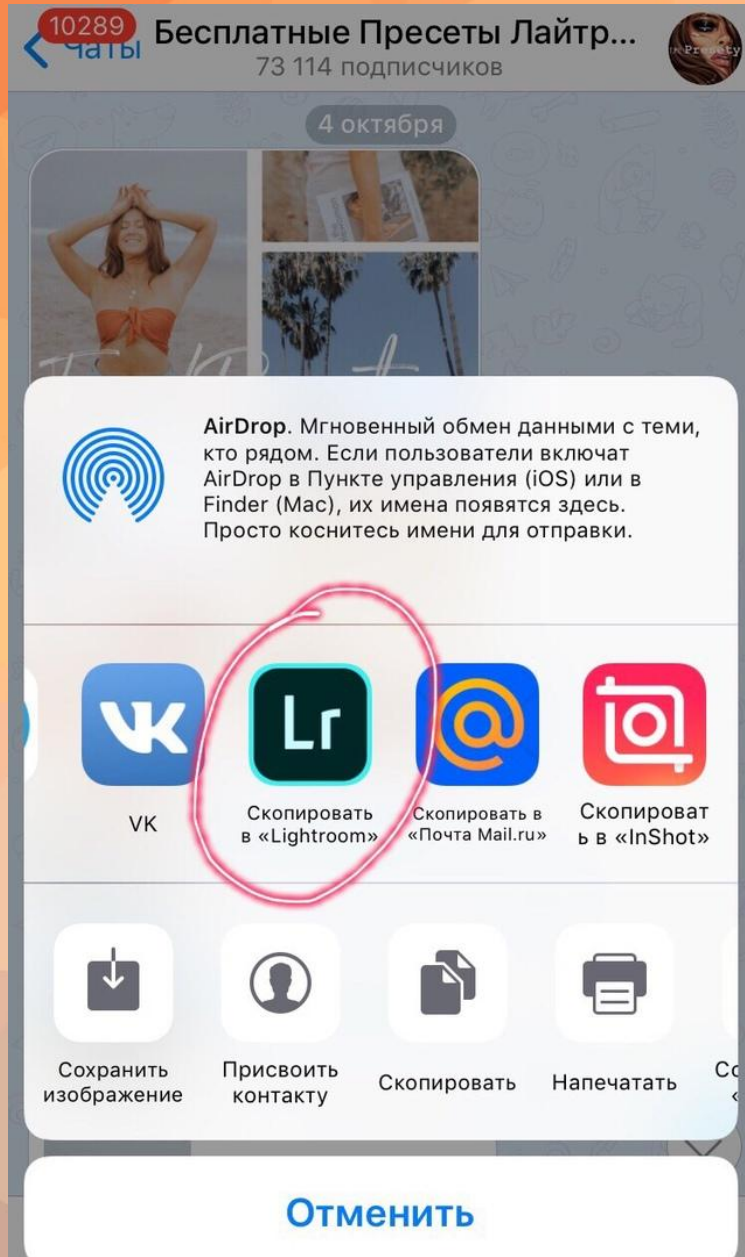 10289
Чаты
Бесплатные Пресеты Лайтр...
73 114 подписчиков
4 октября
AirDrop. Мгновенный обмен данными с теми,
кто рядом. Если пользователи включат
AirDrop в Пункте управления (iOS) или в
Finder (Mac), их имена появятся здесь.
Просто коснитесь имени для отправки.
Lr
VK
Скопировать
в «Lightroom»
Скопировать в
«Почта Mail.ru»
Скопироват
ь в «InShot»
Сохранить
изображение
Присвоить
контакту
Скопировать
Напечатать
Отменить